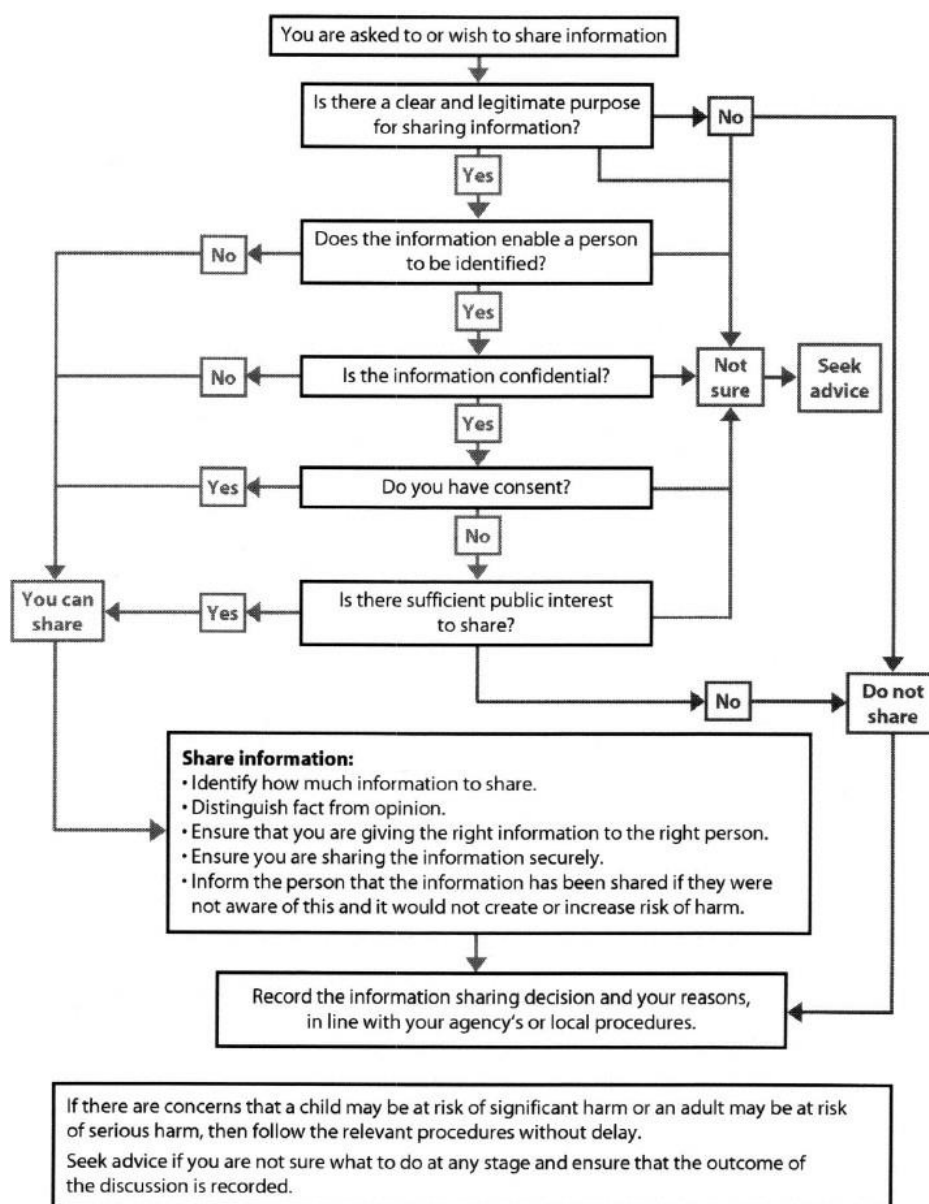 You are asked to or wish to share information
Is there a clear and legitimate purpose
for sharing information?
No
Yes
Does the information enable a person
to be identified?
No
Yes
Is the information confidential?
No
Not
sure
Seek
advice
Yes
Do you have consent?
Yes
No
Is there sufficient public interest
to share?
Yes
You can
share
No
Do not
share
Share information:
• Identify how much information to share.
• Distinguish fact from opinion.
• Ensure that you are giving the right information to the right person.
• Ensure you are sharing the information securely.
• Inform the person that the information has been shared if they were
not aware of this and it would not create or increase risk of harm.
Record the information sharing decision and your reasons,
in line with your agency's or local procedures.
If there are concerns that a child may be at risk of significant harm or an adult may be at risk
of serious harm, then follow the relevant procedures without delay.
Seek advice if you are not sure what to do at any stage and ensure that the outcome of
the discussion is recorded.